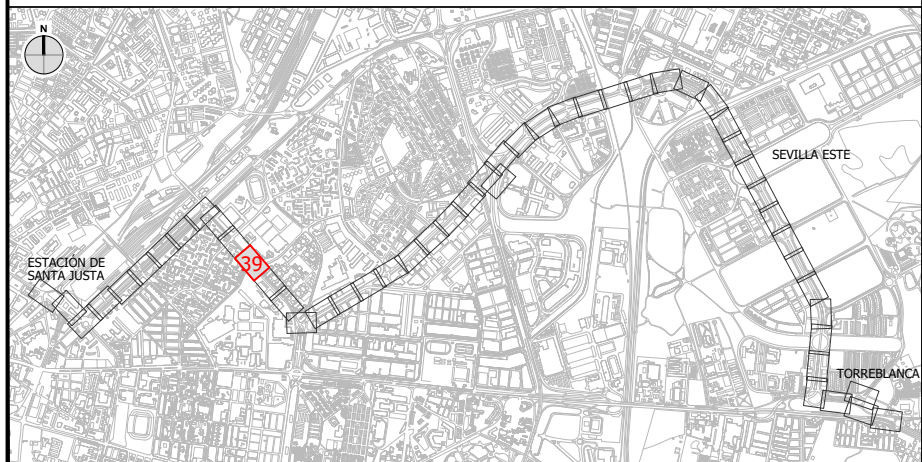 N
SEVILLA ESTE
ESTACIÓN DE
SANTA JUSTA
39
TORREBLANCA